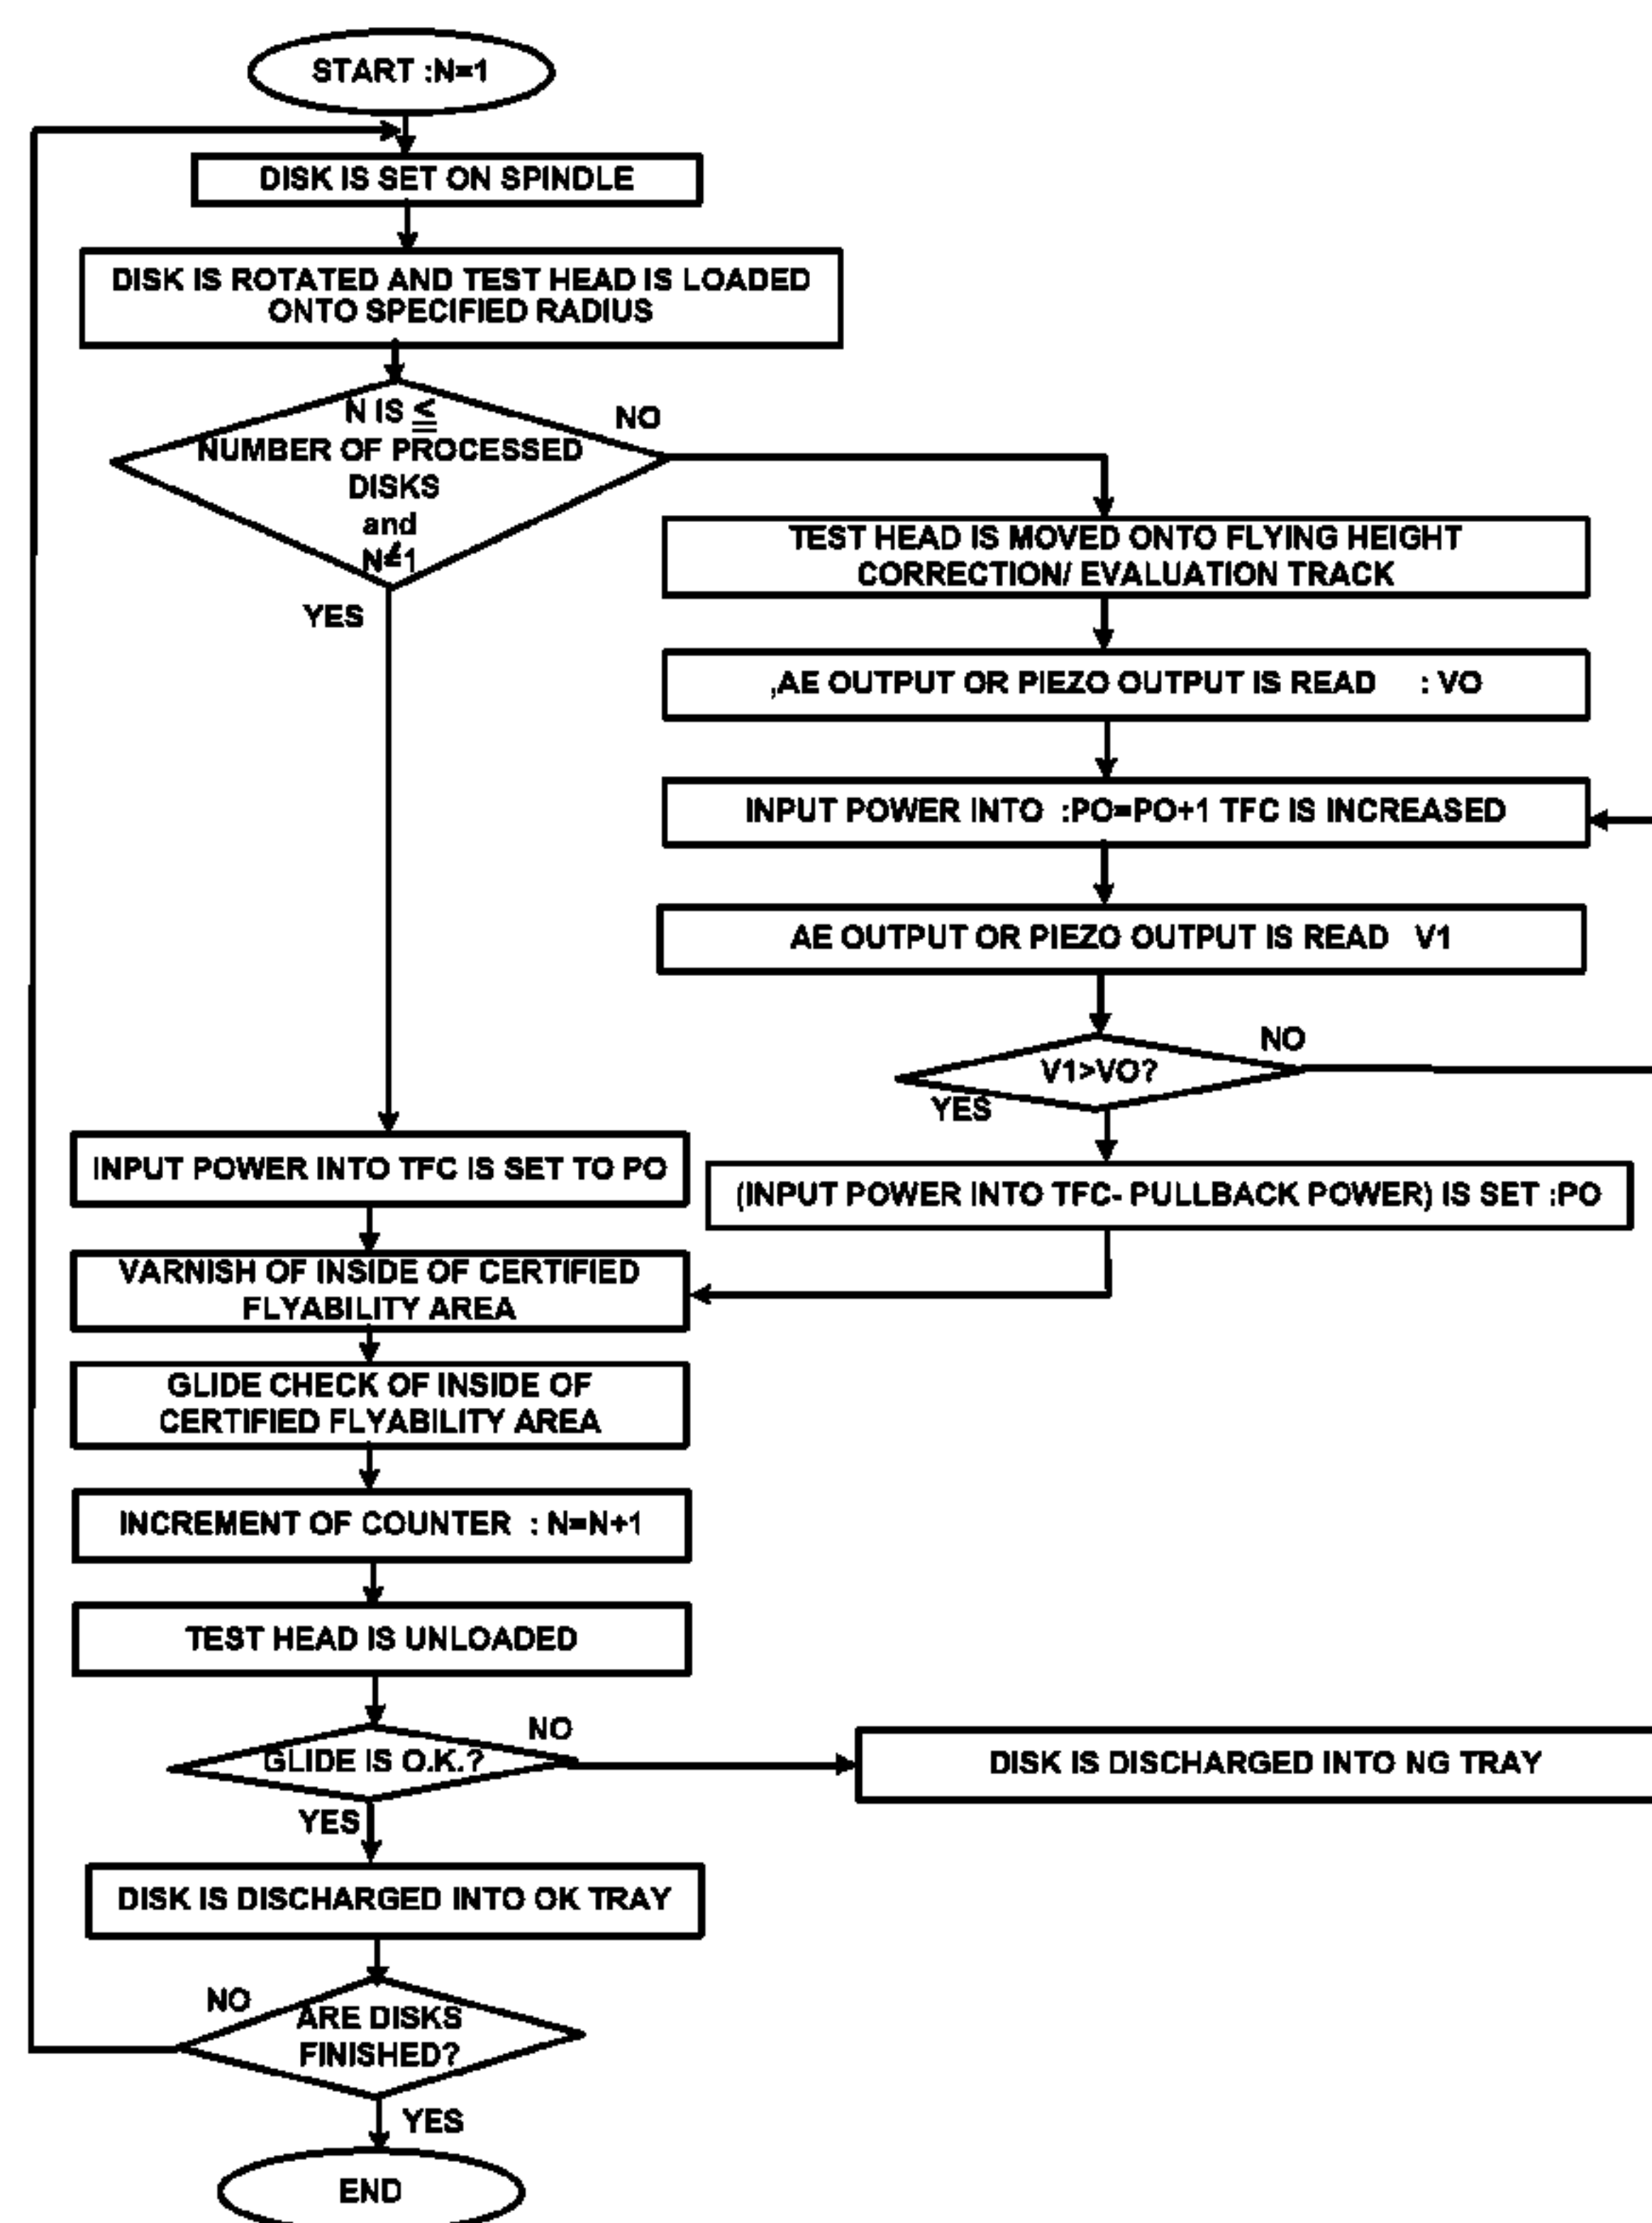 START :N=1
DISK IS SET ON SPINDLE
DISK IS ROTATED AND TEST HEAD IS LOADED
ONTO SPECIFIED RADIUS
N IS ≦
NUMBER OF PROCESSED
DISKS
and
N≠1
NO
YES
TEST HEAD IS MOVED ONTO FLYING HEIGHT
CORRECTION/ EVALUATION TRACK
,AE OUTPUT OR PIEZO OUTPUT IS READ : VO
INPUT POWER INTO :PO=PO+1 TFC IS INCREASED
AE OUTPUT OR PIEZO OUTPUT IS READ V1
V1>VO?
NO
YES
(INPUT POWER INTO TFC- PULLBACK POWER) IS SET :PO
INPUT POWER INTO TFC IS SET TO PO
VARNISH OF INSIDE OF CERTIFIED
FLYABILITY AREA
GLIDE CHECK OF INSIDE OF
CERTIFIED FLYABILITY AREA
INCREMENT OF COUNTER : N=N+1
TEST HEAD IS UNLOADED
GLIDE IS O.K.?
NO
YES
DISK IS DISCHARGED INTO NG TRAY
DISK IS DISCHARGED INTO OK TRAY
ARE DISKS
FINISHED?
NO
YES
END